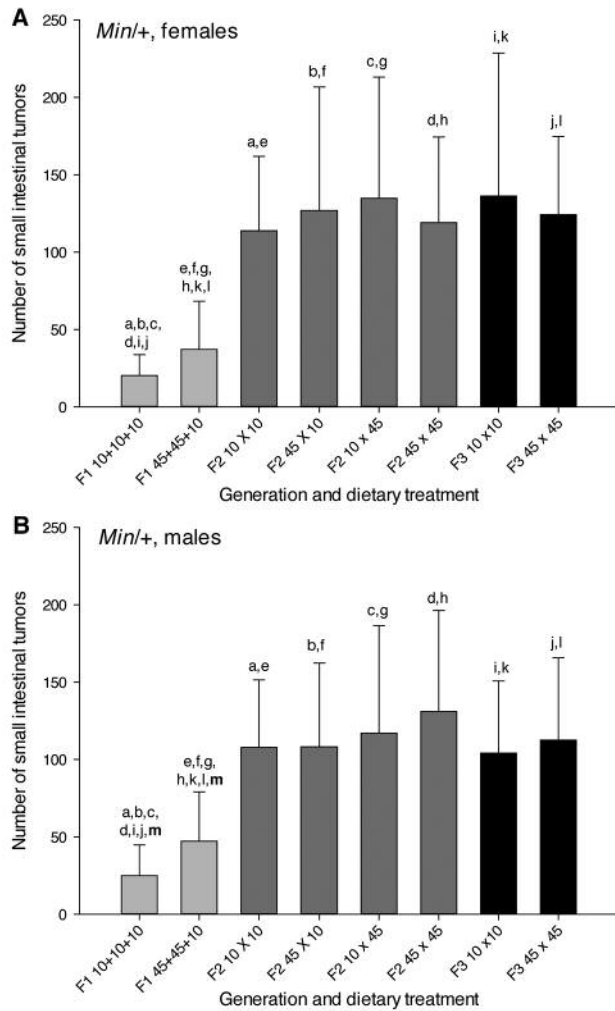 A
Min/+, females
Number of small intestinal tumors
250
200
150
100
50
0
a,b,c,
d,i,j
e,f,g,
h,k,l
a,e
b,f
c,g
d,h
i,k
j,l
F1 10+10+10
F1 45+45+10
F2 10 X 10
F2 45 X 10
F2 10 x 45
F2 45 x 45
F3 10 x10
F3 45 x 45
Generation and dietary treatment
B
Min/+, males
Number of small intestinal tumors
250
200
150
100
50
0
a,b,c,
d,i,j,m
e,f,g,
h,k,l,m
a,e
b,f
c,g
d,h
i,k
j,l
F1 10+10+10
F1 45+45+10
F2 10 X 10
F2 45 X 10
F2 10 x 45
F2 45 x 45
F3 10 x10
F3 45 x 45
Generation and dietary treatment